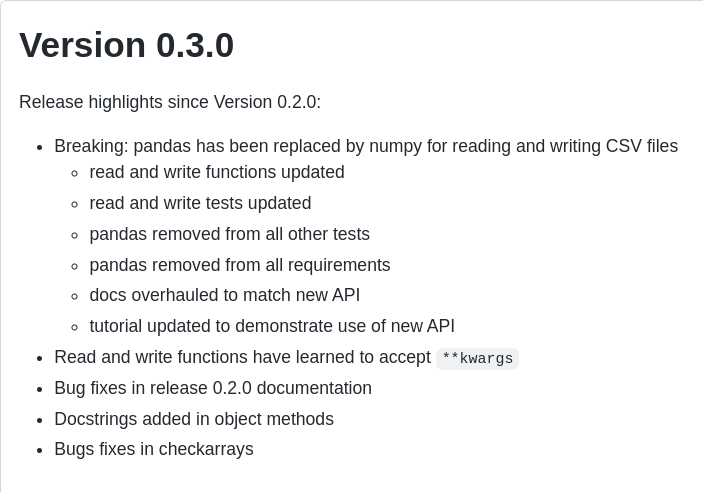 Version 0.3.0
Release highlights since Version 0.2.0:
Breaking: pandas has been replaced by numpy for reading and writing CSV files
read and write functions updated
read and write tests updated
pandas removed from all other tests
pandas removed from all requirements
docs overhauled to match new API
tutorial updated to demonstrate use of new API
Read and write functions have learned to accept **kwargs
Bug fixes in release 0.2.0 documentation
Docstrings added in object methods
Bugs fixes in checkarrays